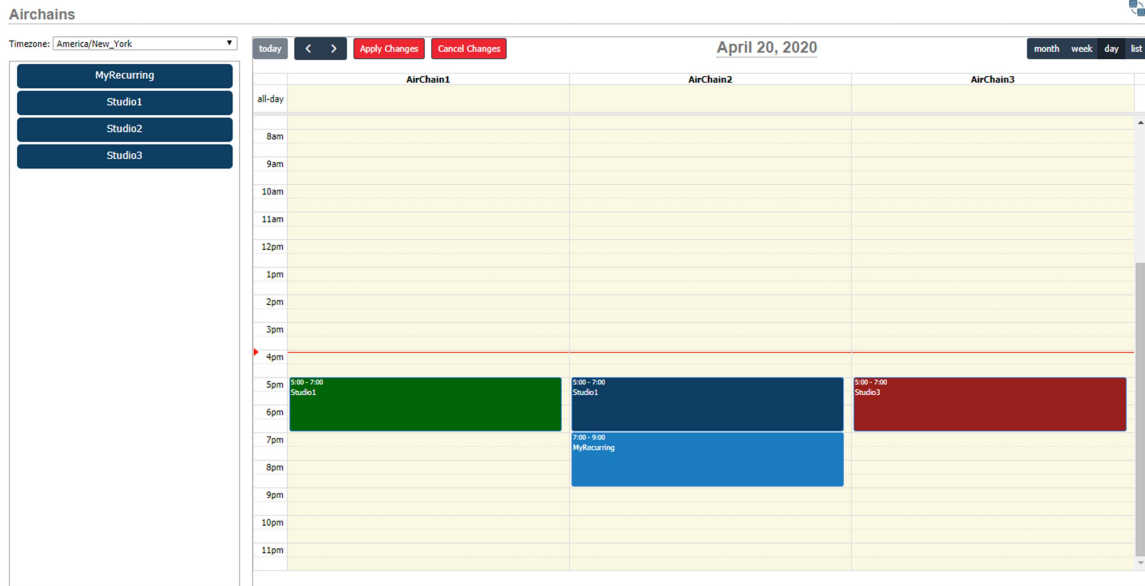 Airchains
Timezone: America/New_York
MyRecurring
Studio1
Studio2
Studio3
today
Apply Changes
Cancel Changes
April 20, 2020
month week day list
AirChain1 AirChain2 AirChain3
all-day
8am
9am
10am
11am
12pm
1pm
2pm
3pm
4pm
5pm
5:00 - 7:00
Studio1
5:00 - 7:00
Studio1
5:00 - 7:00
Studio3
6pm
7pm
7:00 - 9:00
MyRecurring
8pm
9pm
10pm
11pm